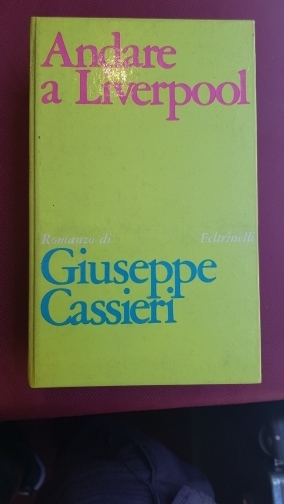 Andare
a Liverpool
Romanzo di Feltrinelli
Giuseppe
Cassieri